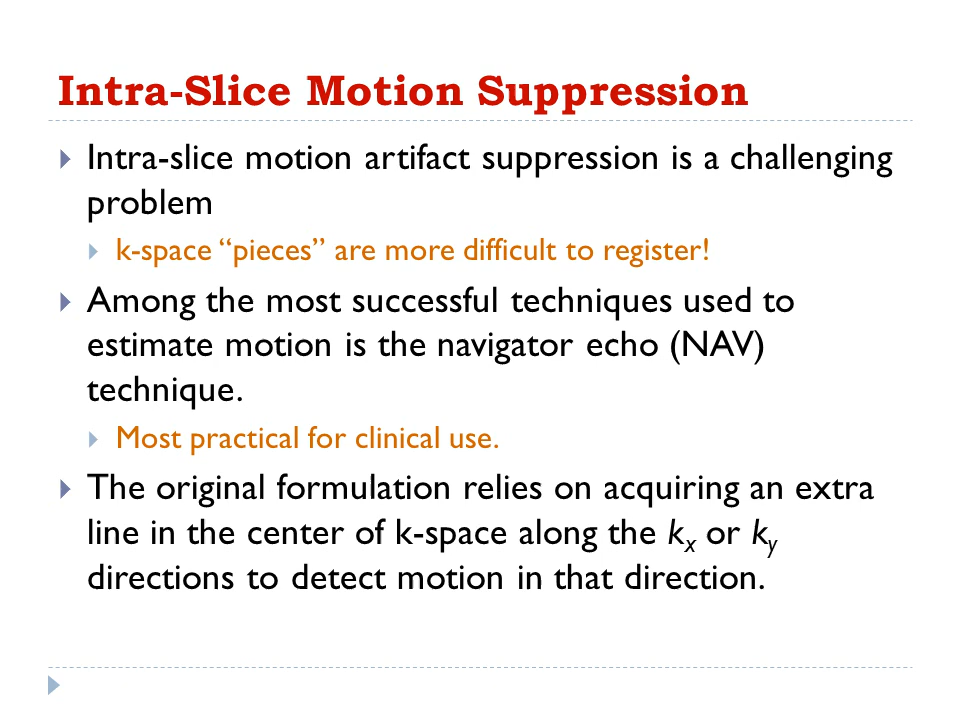 Intra-Slice Motion Suppression
Intra-slice motion artifact suppression is a challenging
problem
k-space “pieces” are more difficult to register!
Among the most successful techniques used to
estimate motion is the navigator echo (NAV)
technique.
Most practical for clinical use.
The original formulation relies on acquiring an extra
line in the center of k-space along the kx or ky
directions to detect motion in that direction.